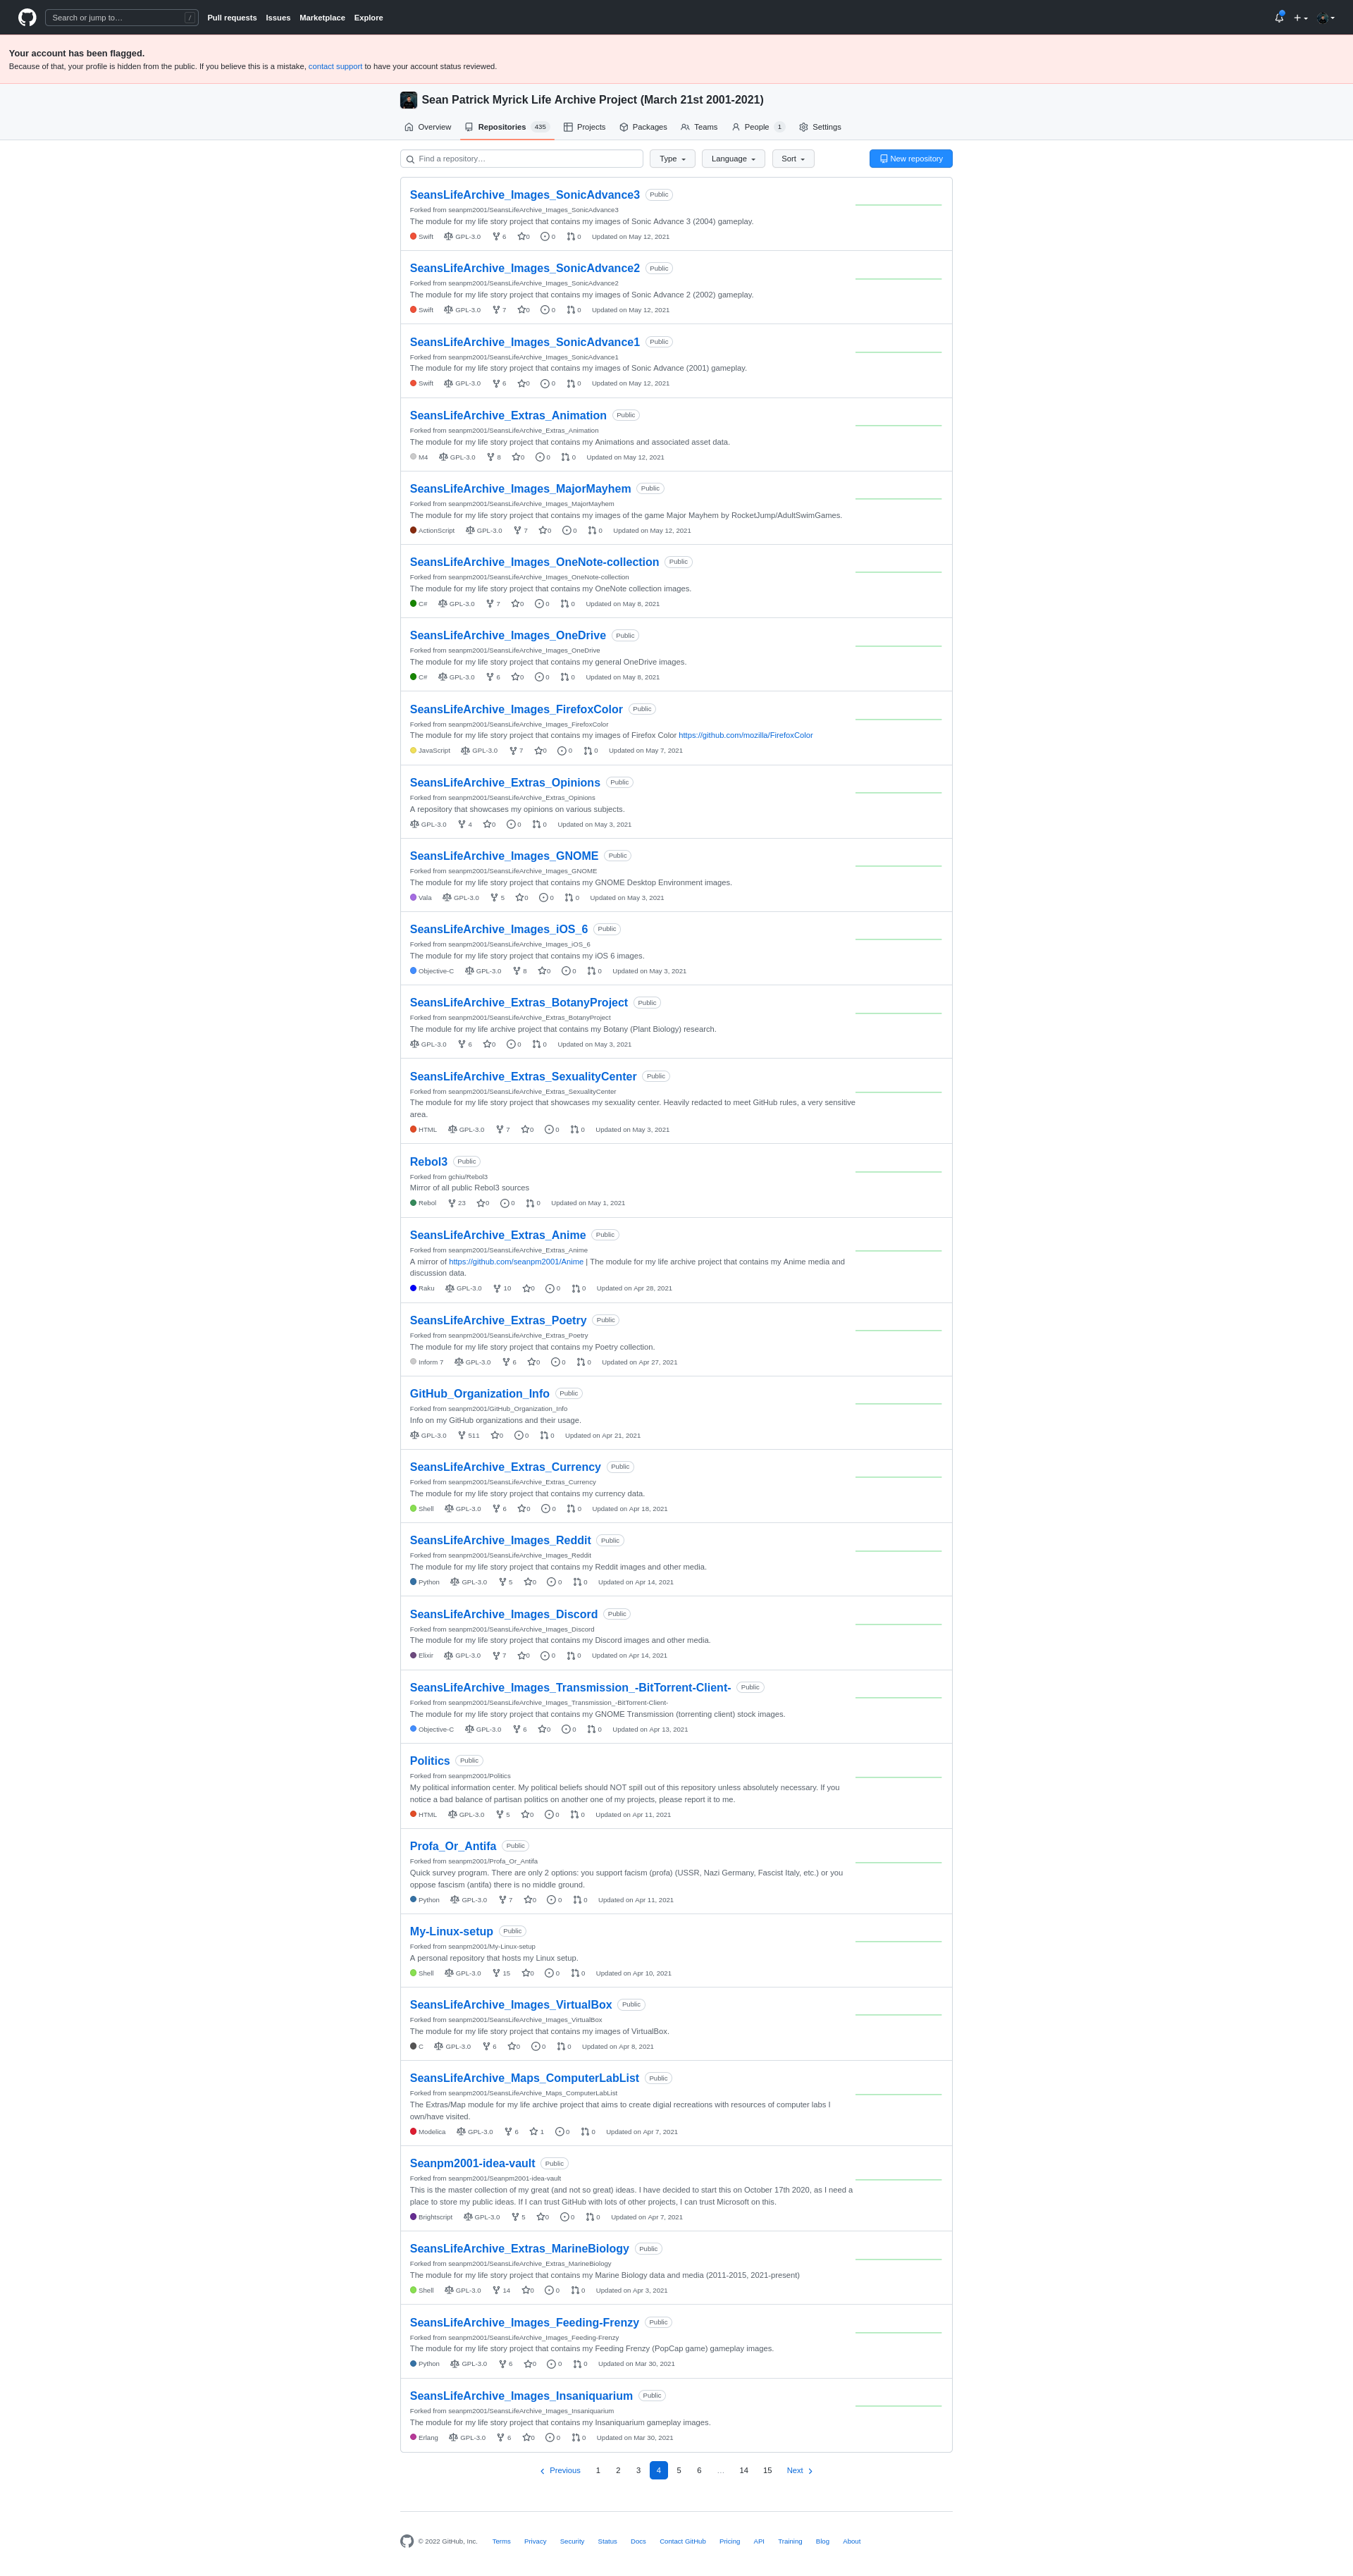 Search or jump to… /
Pull requests Issues Marketplace Explore
Your account has been flagged.
Because of that, your profile is hidden from the public. If you believe this is a mistake, contact support to have your account status reviewed.
Sean Patrick Myrick Life Archive Project (March 21st 2001-2021)
Overview Repositories 435 Projects Packages Teams People 1 Settings
Find a repository… Type Language Sort New repository
SeansLifeArchive_Images_SonicAdvance3 Public
Forked from seanpm2001/SeansLifeArchive_Images_SonicAdvance3
The module for my life story project that contains my images of Sonic Advance 3 (2004) gameplay.
Swift GPL-3.0 6 0 0 0 Updated on May 12, 2021
SeansLifeArchive_Images_SonicAdvance2 Public
Forked from seanpm2001/SeansLifeArchive_Images_SonicAdvance2
The module for my life story project that contains my images of Sonic Advance 2 (2002) gameplay.
Swift GPL-3.0 7 0 0 0 Updated on May 12, 2021
SeansLifeArchive_Images_SonicAdvance1 Public
Forked from seanpm2001/SeansLifeArchive_Images_SonicAdvance1
The module for my life story project that contains my images of Sonic Advance (2001) gameplay.
Swift GPL-3.0 6 0 0 0 Updated on May 12, 2021
SeansLifeArchive_Extras_Animation Public
Forked from seanpm2001/SeansLifeArchive_Extras_Animation
The module for my life story project that contains my Animations and associated asset data.
M4 GPL-3.0 8 0 0 0 Updated on May 12, 2021
SeansLifeArchive_Images_MajorMayhem Public
Forked from seanpm2001/SeansLifeArchive_Images_MajorMayhem
The module for my life story project that contains my images of the game Major Mayhem by RocketJump/AdultSwimGames.
ActionScript GPL-3.0 7 0 0 0 Updated on May 12, 2021
SeansLifeArchive_Images_OneNote-collection Public
Forked from seanpm2001/SeansLifeArchive_Images_OneNote-collection
The module for my life story project that contains my OneNote collection images.
C# GPL-3.0 7 0 0 0 Updated on May 8, 2021
SeansLifeArchive_Images_OneDrive Public
Forked from seanpm2001/SeansLifeArchive_Images_OneDrive
The module for my life story project that contains my general OneDrive images.
C# GPL-3.0 6 0 0 0 Updated on May 8, 2021
SeansLifeArchive_Images_FirefoxColor Public
Forked from seanpm2001/SeansLifeArchive_Images_FirefoxColor
The module for my life story project that contains my images of Firefox Color https://github.com/mozilla/FirefoxColor
JavaScript GPL-3.0 7 0 0 0 Updated on May 7, 2021
SeansLifeArchive_Extras_Opinions Public
Forked from seanpm2001/SeansLifeArchive_Extras_Opinions
A repository that showcases my opinions on various subjects.
GPL-3.0 4 0 0 0 Updated on May 3, 2021
SeansLifeArchive_Images_GNOME Public
Forked from seanpm2001/SeansLifeArchive_Images_GNOME
The module for my life story project that contains my GNOME Desktop Environment images.
Vala GPL-3.0 5 0 0 0 Updated on May 3, 2021
SeansLifeArchive_Images_iOS_6 Public
Forked from seanpm2001/SeansLifeArchive_Images_iOS_6
The module for my life story project that contains my iOS 6 images.
Objective-C GPL-3.0 8 0 0 0 Updated on May 3, 2021
SeansLifeArchive_Extras_BotanyProject Public
Forked from seanpm2001/SeansLifeArchive_Extras_BotanyProject
The module for my life archive project that contains my Botany (Plant Biology) research.
GPL-3.0 6 0 0 0 Updated on May 3, 2021
SeansLifeArchive_Extras_SexualityCenter Public
Forked from seanpm2001/SeansLifeArchive_Extras_SexualityCenter
The module for my life story project that showcases my sexuality center. Heavily redacted to meet GitHub rules, a very sensitive
area.
HTML GPL-3.0 7 0 0 0 Updated on May 3, 2021
Rebol3 Public
Forked from gchiu/Rebol3
Mirror of all public Rebol3 sources
Rebol 23 0 0 0 Updated on May 1, 2021
SeansLifeArchive_Extras_Anime Public
Forked from seanpm2001/SeansLifeArchive_Extras_Anime
A mirror of https://github.com/seanpm2001/Anime | The module for my life archive project that contains my Anime media and
discussion data.
Raku GPL-3.0 10 0 0 0 Updated on Apr 28, 2021
SeansLifeArchive_Extras_Poetry Public
Forked from seanpm2001/SeansLifeArchive_Extras_Poetry
The module for my life story project that contains my Poetry collection.
Inform 7 GPL-3.0 6 0 0 0 Updated on Apr 27, 2021
GitHub_Organization_Info Public
Forked from seanpm2001/GitHub_Organization_Info
Info on my GitHub organizations and their usage.
GPL-3.0 511 0 0 0 Updated on Apr 21, 2021
SeansLifeArchive_Extras_Currency Public
Forked from seanpm2001/SeansLifeArchive_Extras_Currency
The module for my life story project that contains my currency data.
Shell GPL-3.0 6 0 0 0 Updated on Apr 18, 2021
SeansLifeArchive_Images_Reddit Public
Forked from seanpm2001/SeansLifeArchive_Images_Reddit
The module for my life story project that contains my Reddit images and other media.
Python GPL-3.0 5 0 0 0 Updated on Apr 14, 2021
SeansLifeArchive_Images_Discord Public
Forked from seanpm2001/SeansLifeArchive_Images_Discord
The module for my life story project that contains my Discord images and other media.
Elixir GPL-3.0 7 0 0 0 Updated on Apr 14, 2021
SeansLifeArchive_Images_Transmission_-BitTorrent-Client- Public
Forked from seanpm2001/SeansLifeArchive_Images_Transmission_-BitTorrent-Client-
The module for my life story project that contains my GNOME Transmission (torrenting client) stock images.
Objective-C GPL-3.0 6 0 0 0 Updated on Apr 13, 2021
Politics Public
Forked from seanpm2001/Politics
My political information center. My political beliefs should NOT spill out of this repository unless absolutely necessary. If you
notice a bad balance of partisan politics on another one of my projects, please report it to me.
HTML GPL-3.0 5 0 0 0 Updated on Apr 11, 2021
Profa_Or_Antifa Public
Forked from seanpm2001/Profa_Or_Antifa
Quick survey program. There are only 2 options: you support facism (profa) (USSR, Nazi Germany, Fascist Italy, etc.) or you
oppose fascism (antifa) there is no middle ground.
Python GPL-3.0 7 0 0 0 Updated on Apr 11, 2021
My-Linux-setup Public
Forked from seanpm2001/My-Linux-setup
A personal repository that hosts my Linux setup.
Shell GPL-3.0 15 0 0 0 Updated on Apr 10, 2021
SeansLifeArchive_Images_VirtualBox Public
Forked from seanpm2001/SeansLifeArchive_Images_VirtualBox
The module for my life story project that contains my images of VirtualBox.
C GPL-3.0 6 0 0 0 Updated on Apr 8, 2021
SeansLifeArchive_Maps_ComputerLabList Public
Forked from seanpm2001/SeansLifeArchive_Maps_ComputerLabList
The Extras/Map module for my life archive project that aims to create digial recreations with resources of computer labs I
own/have visited.
Modelica GPL-3.0 6 1 0 0 Updated on Apr 7, 2021
Seanpm2001-idea-vault Public
Forked from seanpm2001/Seanpm2001-idea-vault
This is the master collection of my great (and not so great) ideas. I have decided to start this on October 17th 2020, as I need a
place to store my public ideas. If I can trust GitHub with lots of other projects, I can trust Microsoft on this.
Brightscript GPL-3.0 5 0 0 0 Updated on Apr 7, 2021
SeansLifeArchive_Extras_MarineBiology Public
Forked from seanpm2001/SeansLifeArchive_Extras_MarineBiology
The module for my life story project that contains my Marine Biology data and media (2011-2015, 2021-present)
Shell GPL-3.0 14 0 0 0 Updated on Apr 3, 2021
SeansLifeArchive_Images_Feeding-Frenzy Public
Forked from seanpm2001/SeansLifeArchive_Images_Feeding-Frenzy
The module for my life story project that contains my Feeding Frenzy (PopCap game) gameplay images.
Python GPL-3.0 6 0 0 0 Updated on Mar 30, 2021
SeansLifeArchive_Images_Insaniquarium Public
Forked from seanpm2001/SeansLifeArchive_Images_Insaniquarium
The module for my life story project that contains my Insaniquarium gameplay images.
Erlang GPL-3.0 6 0 0 0 Updated on Mar 30, 2021
Previous 1 2 3 4 5 6 … 14 15 Next
© 2022 GitHub, Inc. Terms Privacy Security Status Docs Contact GitHub Pricing API Training Blog About